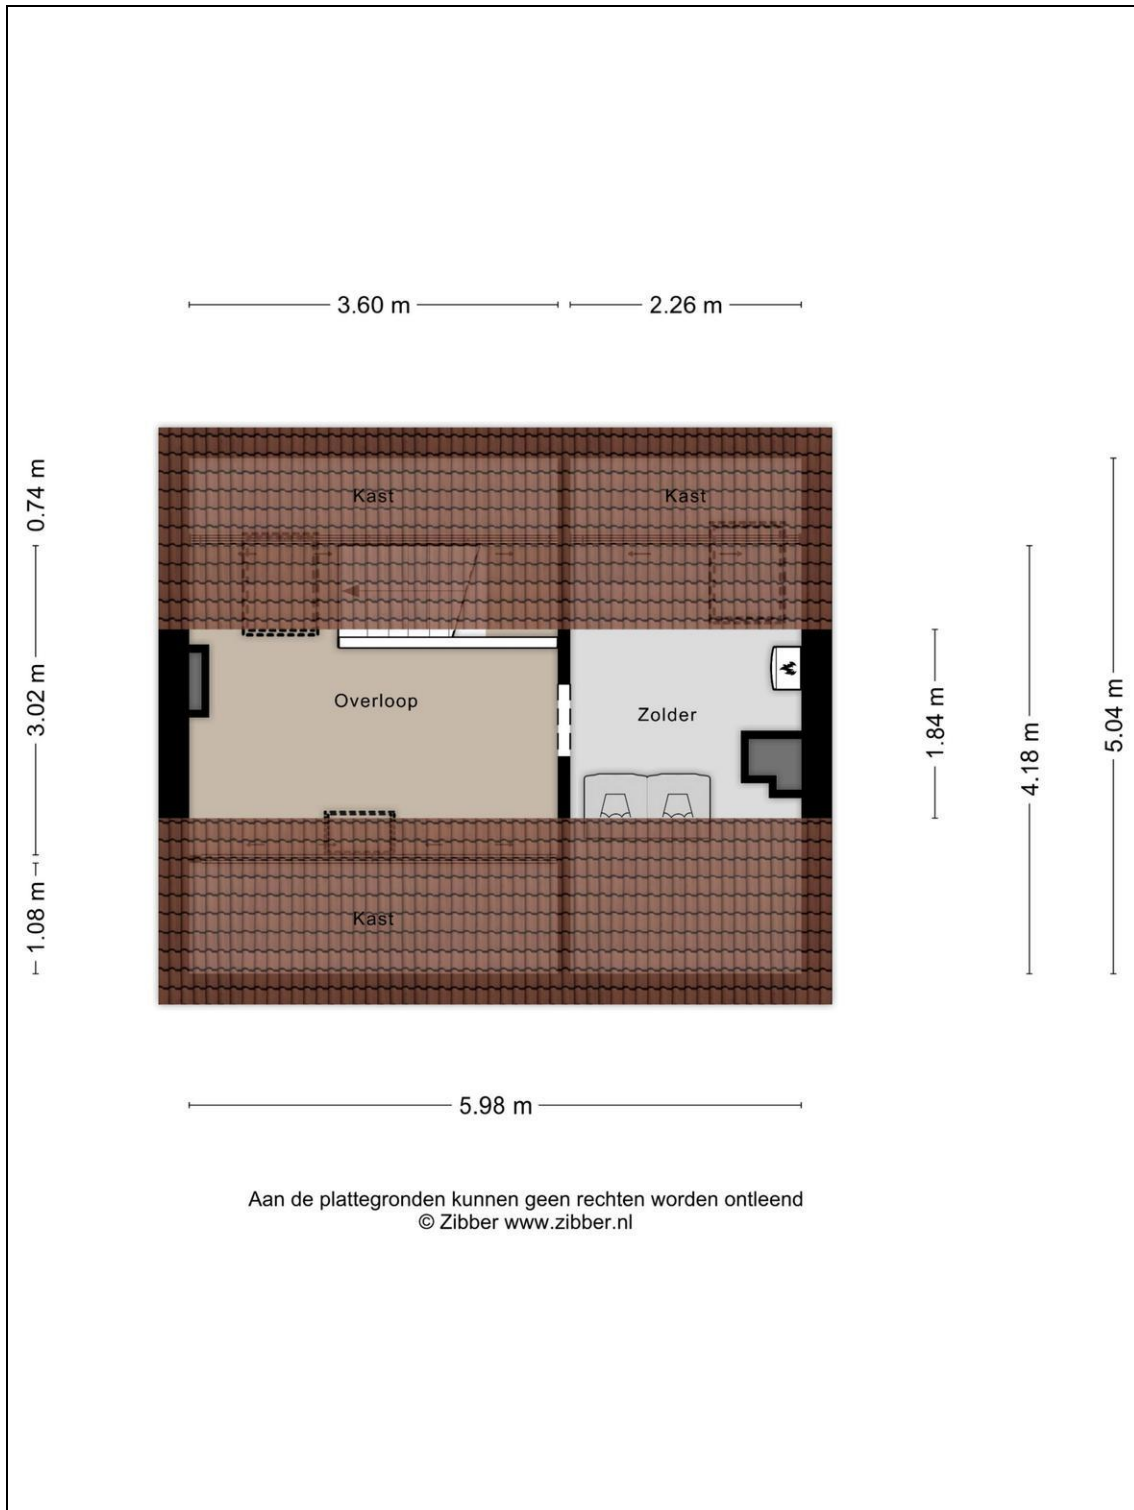 3.60 m
2.26 m
0.74 m
3.02 m
1.08 m
Kast
Kast
Overloop
Zolder
Kast
1.84 m
4.18 m
5.04 m
5.98 m
Aan de plattegronden kunnen geen rechten worden ontleend
© Zibber www.zibber.nl